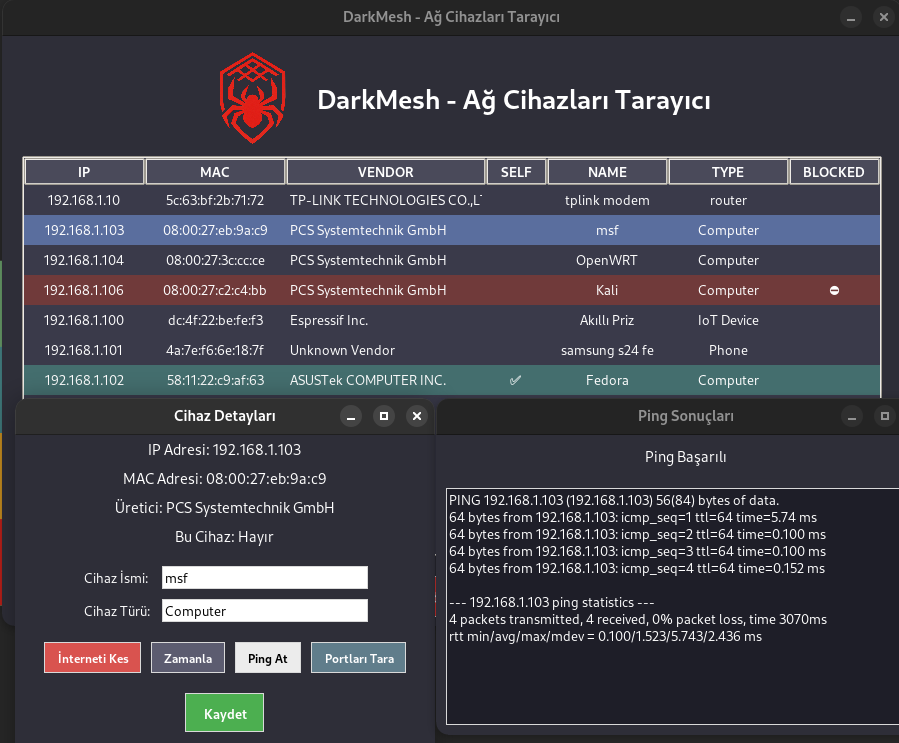 DarkMesh - Ağ Cihazları Tarayıcı
DarkMesh - Ağ Cihazları Tarayıcı
IP MAC VENDOR SELF NAME TYPE BLOCKED
192.168.1.10 5c:63:bf:2b:71:72 TP-LINK TECHNOLOGIES CO.,LT tplink modem router
192.168.1.103 08:00:27:eb:9a:c9 PCS Systemtechnik GmbH msf Computer
192.168.1.104 08:00:27:3c:cc:ce PCS Systemtechnik GmbH OpenWRT Computer
192.168.1.106 08:00:27:c2:c4:bb PCS Systemtechnik GmbH Kali Computer ⛔
192.168.1.100 dc:4f:22:be:fe:f3 Espressif Inc. Akıllı Priz IoT Device
192.168.1.101 4a:7e:f6:6e:18:7f Unknown Vendor samsung s24 fe Phone
192.168.1.102 58:11:22:c9:af:63 ASUSTek COMPUTER INC. ✅ Fedora Computer
Cihaz Detayları
IP Adresi: 192.168.1.103
MAC Adresi: 08:00:27:eb:9a:c9
Üretici: PCS Systemtechnik GmbH
Bu Cihaz: Hayır
Cihaz İsmi: msf
Cihaz Türü: Computer
İnterneti Kes Zamanla Ping At Portları Tara
Kaydet
Ping Sonuçları
Ping Başarılı
PING 192.168.1.103 (192.168.1.103) 56(84) bytes of data.
64 bytes from 192.168.1.103: icmp_seq=1 ttl=64 time=5.74 ms
64 bytes from 192.168.1.103: icmp_seq=2 ttl=64 time=0.100 ms
64 bytes from 192.168.1.103: icmp_seq=3 ttl=64 time=0.100 ms
64 bytes from 192.168.1.103: icmp_seq=4 ttl=64 time=0.152 ms
--- 192.168.1.103 ping statistics ---
4 packets transmitted, 4 received, 0% packet loss, time 3070ms
rtt min/avg/max/mdev = 0.100/1.523/5.743/2.436 ms